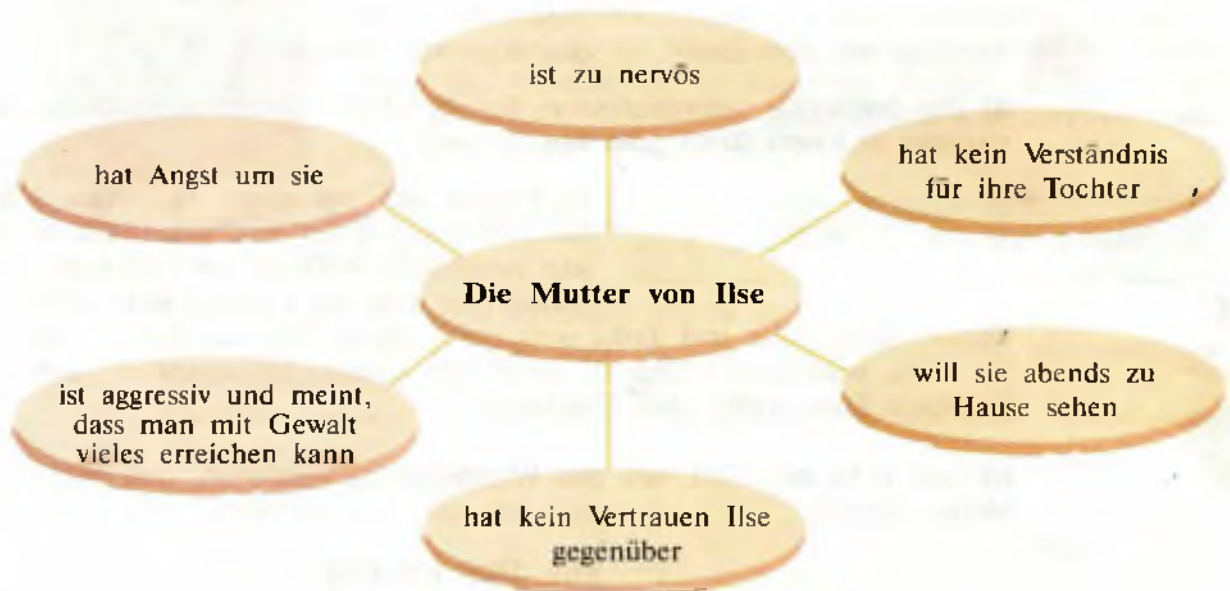 ist zu nervös
hat Angst um sie
hat kein Verständnis
für ihre Tochter
Die Mutter von Ilse
ist aggressiv und meint,
dass man mit Gewalt
vieles erreichen kann
will sie abends zu
Hause sehen
hat kein Vertrauen Ilse
gegenüber